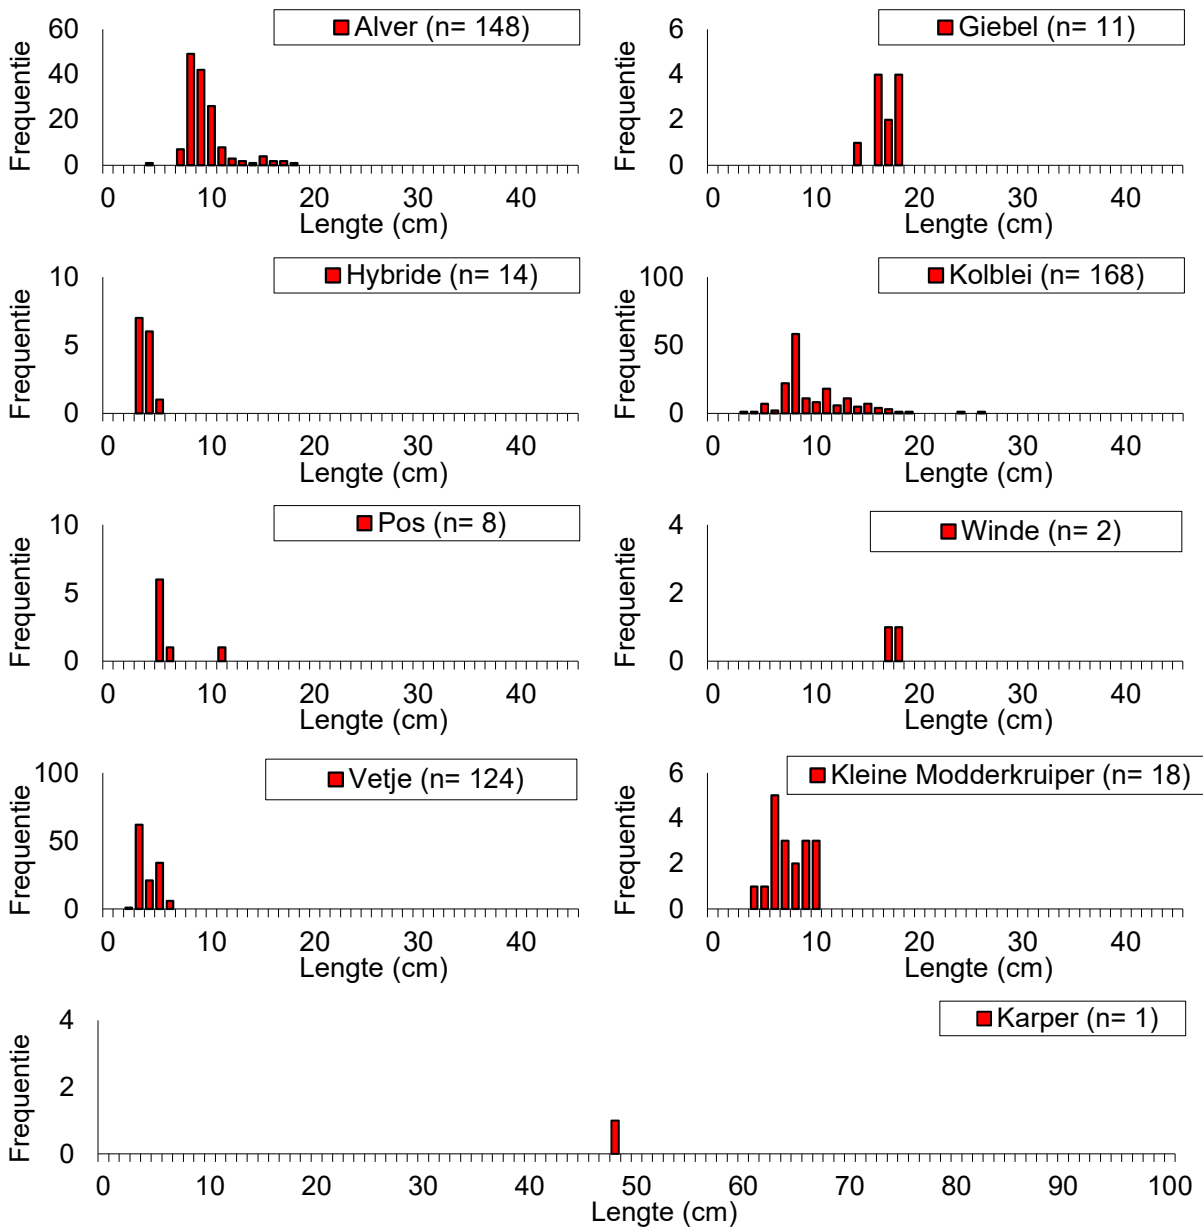 Alver (n= 148)
Frequentie
60
40
20
0
0 10 20 30 40
Lengte (cm)
Giebel (n= 11)
Frequentie
6
4
2
0
0 10 20 30 40
Lengte (cm)
Hybride (n= 14)
Frequentie
10
5
0
0 10 20 30 40
Lengte (cm)
Kolblei (n= 168)
Frequentie
100
50
0
0 10 20 30 40
Lengte (cm)
Pos (n= 8)
Frequentie
10
5
0
0 10 20 30 40
Lengte (cm)
Winde (n= 2)
Frequentie
4
2
0
0 10 20 30 40
Lengte (cm)
Vetje (n= 124)
Frequentie
100
50
0
0 10 20 30 40
Lengte (cm)
Kleine Modderkruiper (n= 18)
Frequentie
6
4
2
0
0 10 20 30 40
Lengte (cm)
Karper (n= 1)
Frequentie
4
2
0
0 10 20 30 40 50 60 70 80 90 100
Lengte (cm)